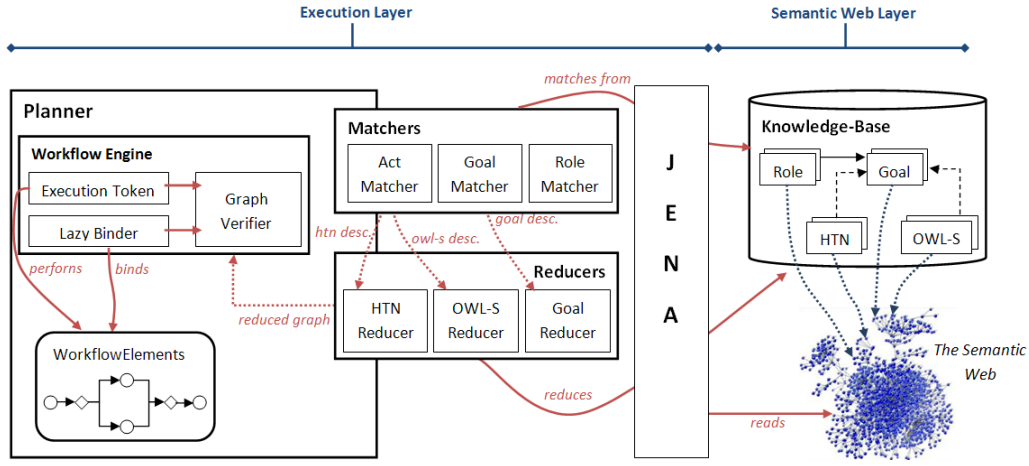 Execution Layer
Semantic Web Layer
Planner
Workflow Engine
Execution Token
Lazy Binder
Graph
Verifier
performs
binds
WorkflowElements
Matchers
Act
Matcher
Goal
Matcher
Role
Matcher
htn desc.
owl-s desc.
goal desc.
reduced graph
Reducers
HTN
Reducer
OWL-S
Reducer
Goal
Reducer
matches from
reduces
reads
J
E
N
A
Knowledge-Base
Role
Goal
HTN
OWL-S
The Semantic
Web